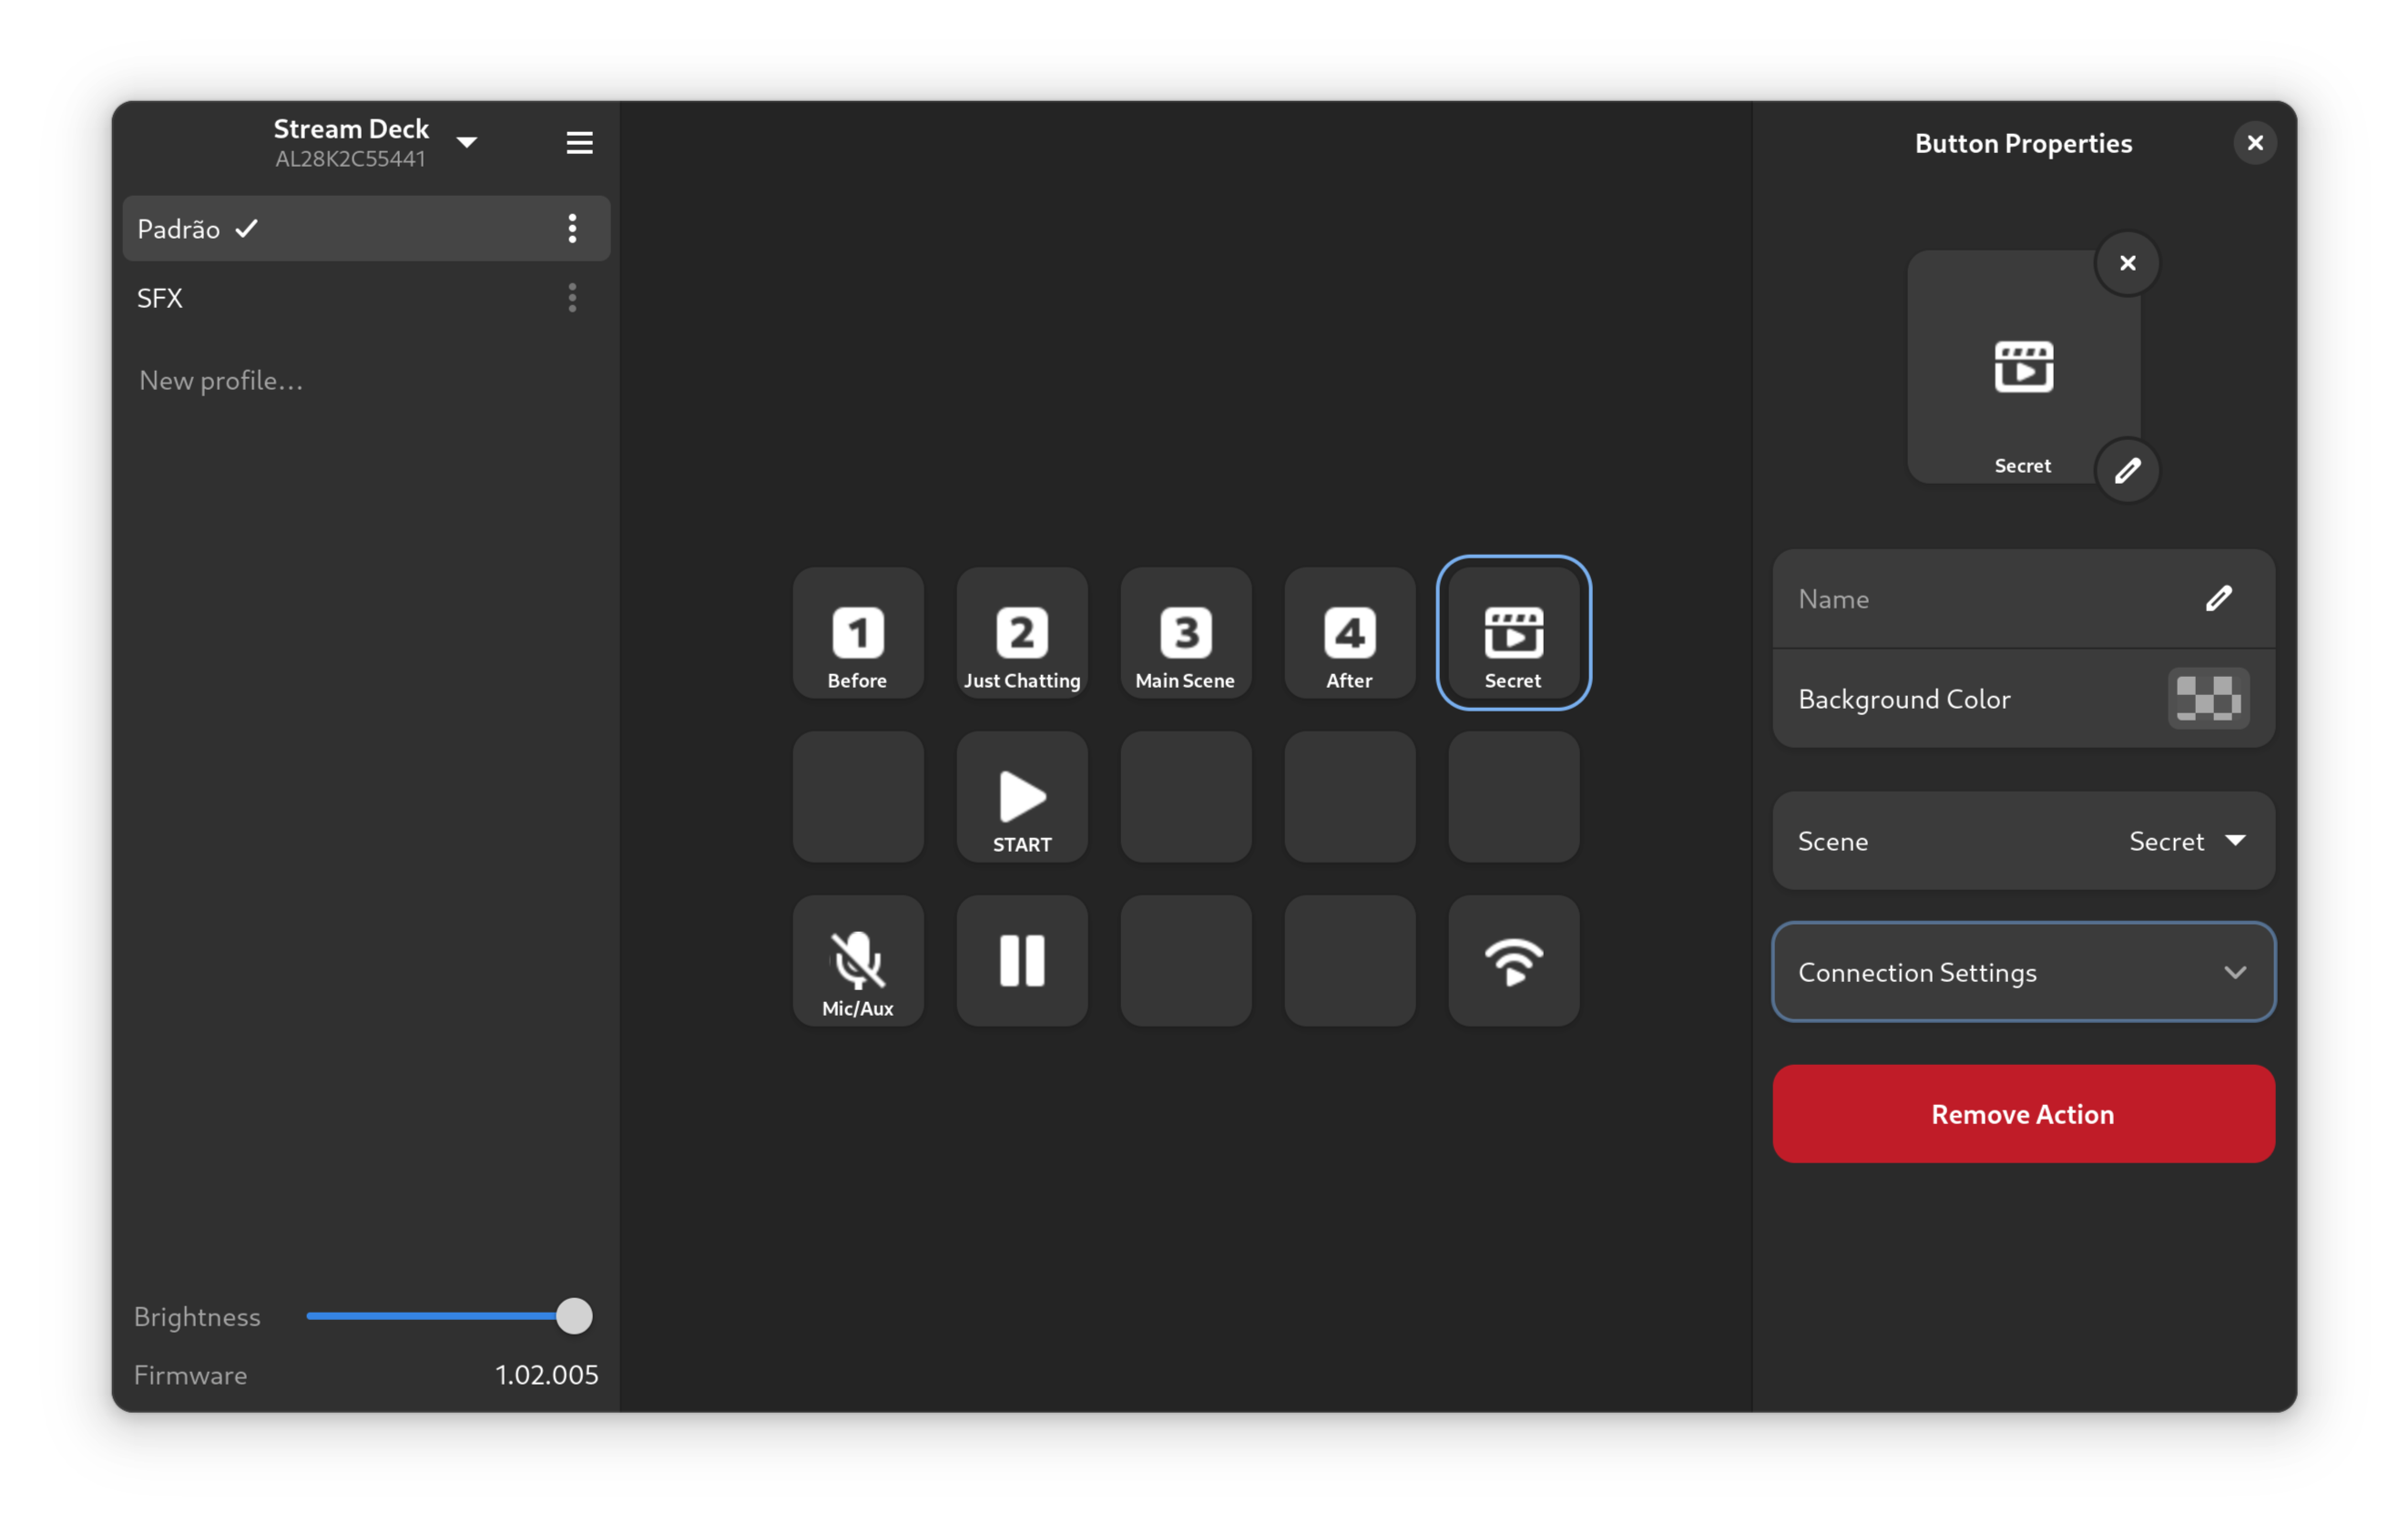 Stream Deck
AL28K2C55441
Padrão
SFX
New profile...
Brightness
Firmware 1.02.005
1 2 3 4
Before Just Chatting Main Scene After Secret
START
Mic/Aux
Button Properties
Secret
Name
Background Color
Scene Secret
Connection Settings
Remove Action